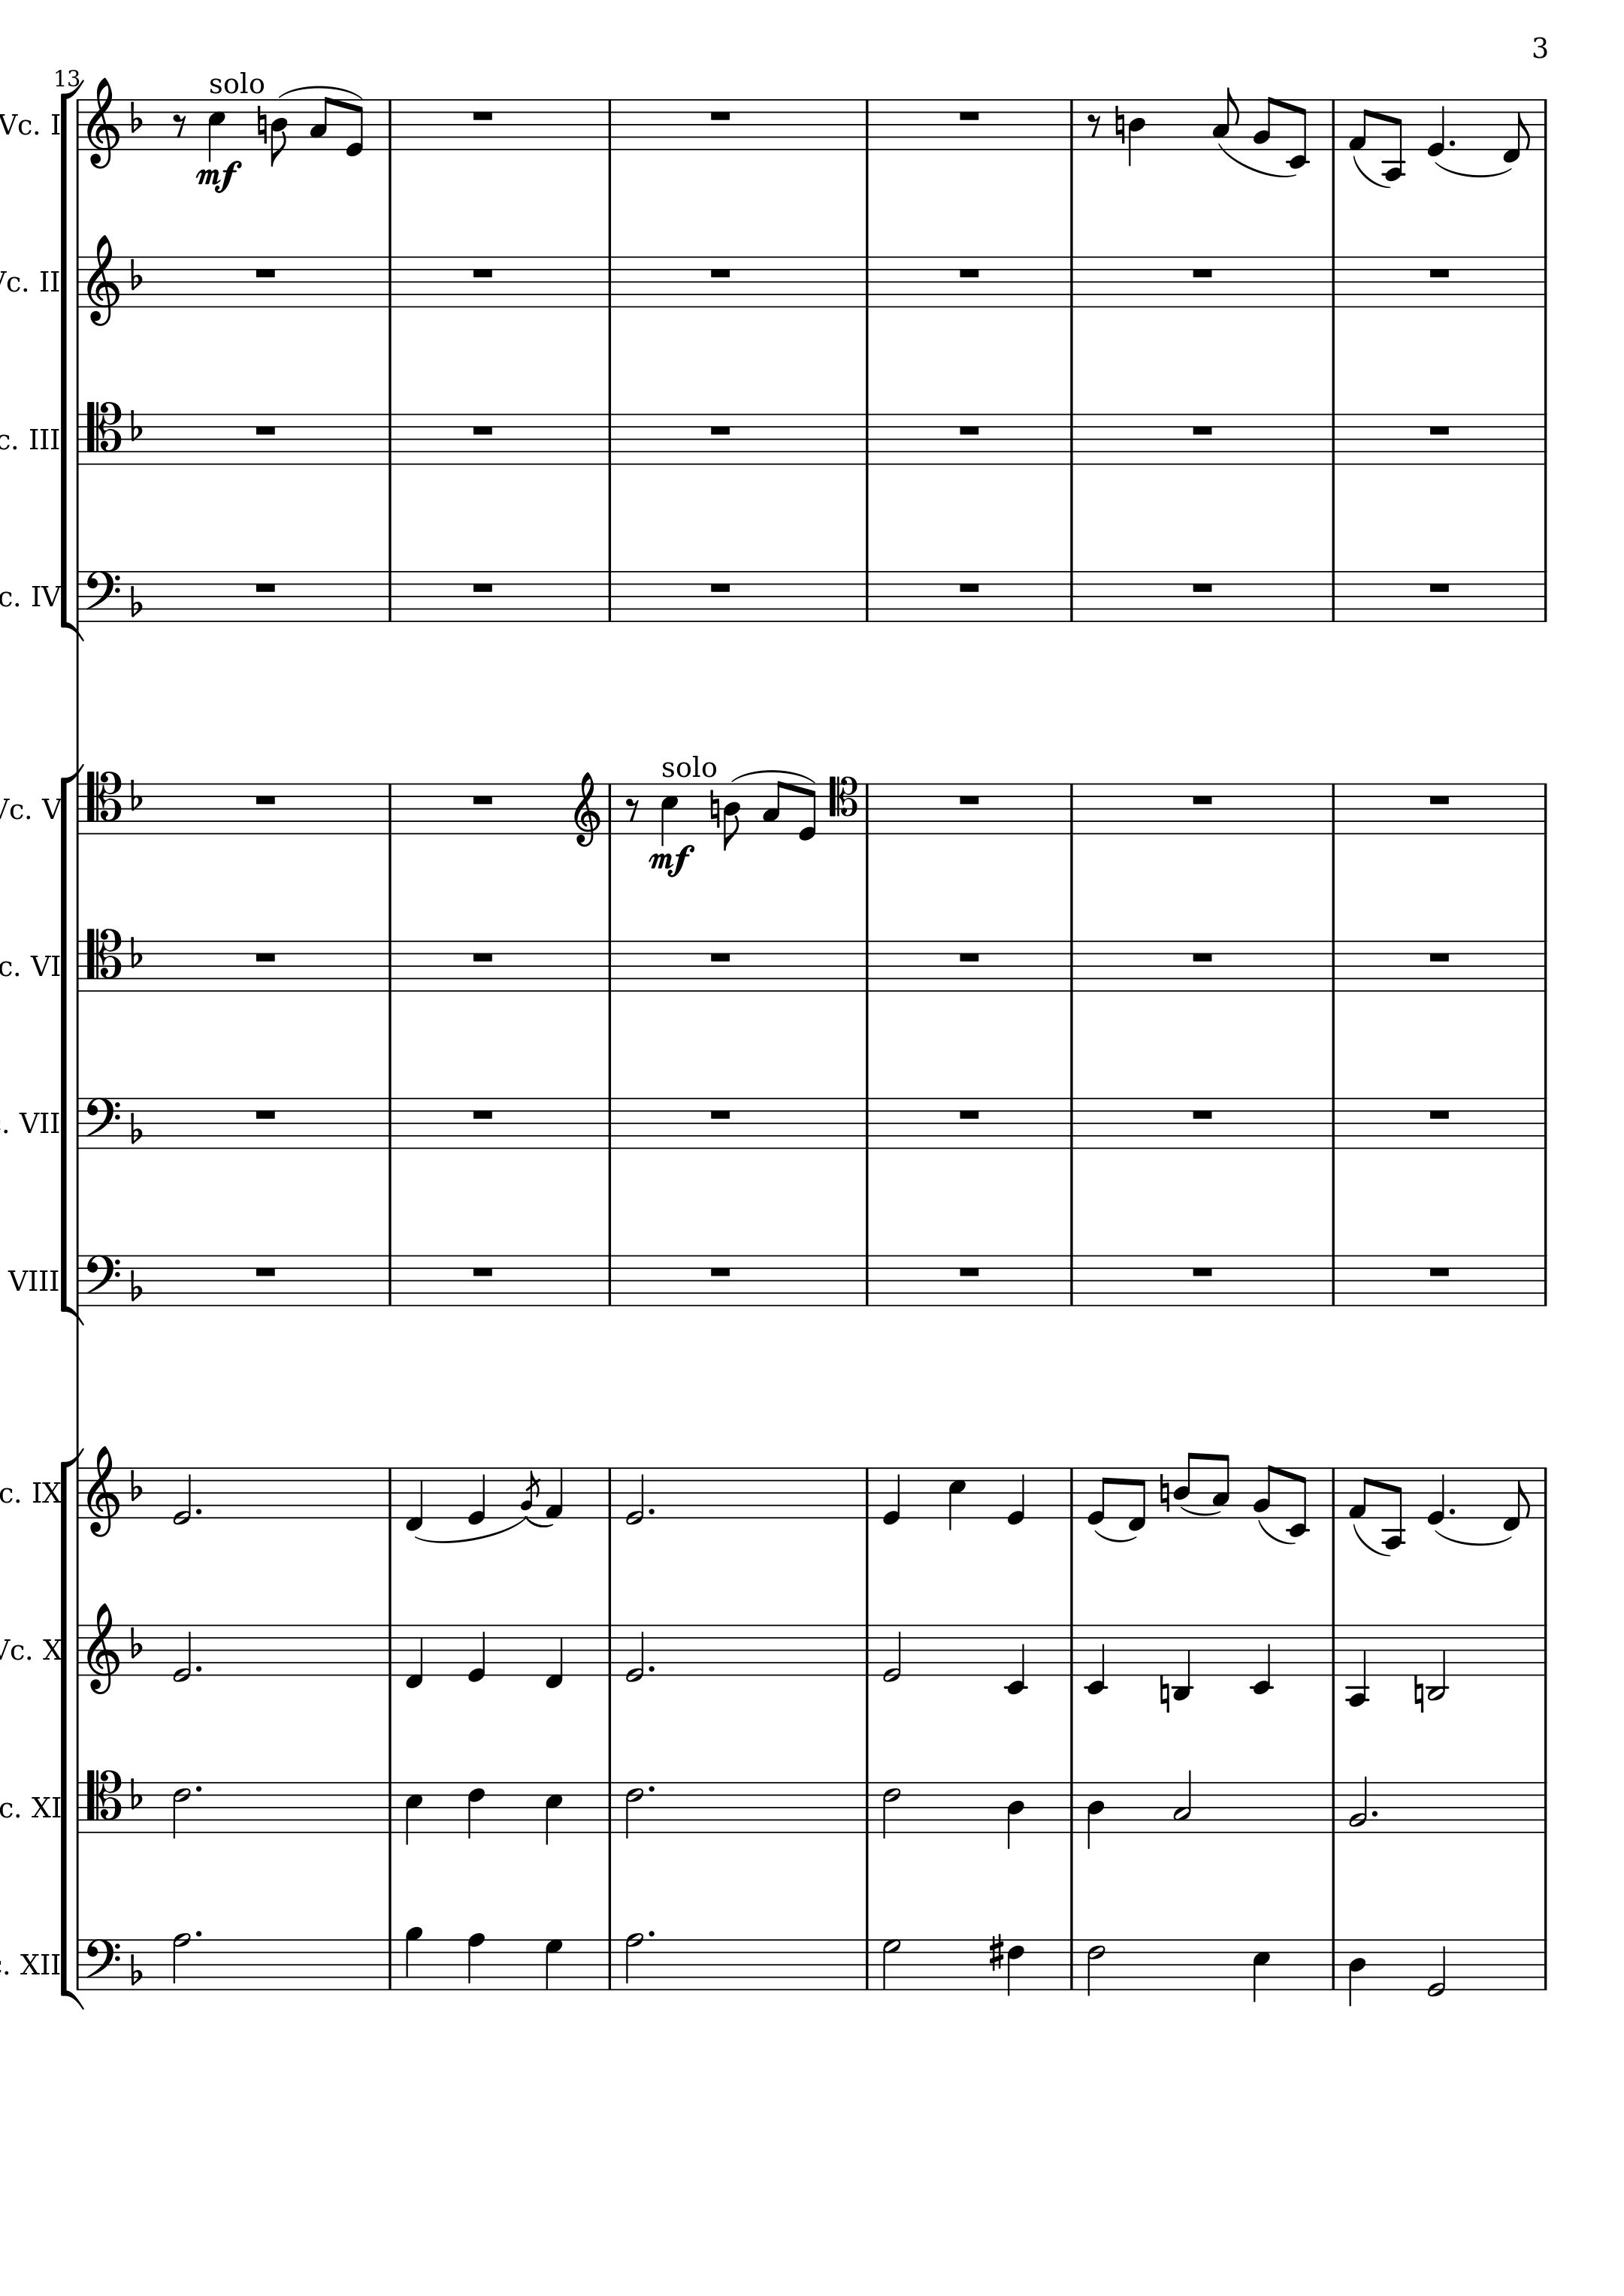 3
13
solo
Vc. I
mf
Vc. II
c. III
c. IV
solo
Vc. V
mf
c. VI
c. VII
VIII
c. IX
Vc. X
c. XI
c. XII